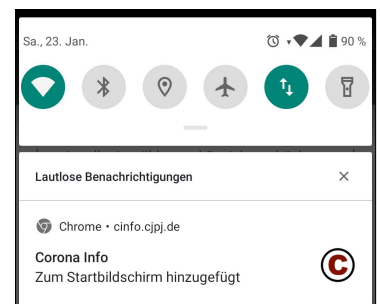 Sa., 23. Jan.
90 %
Lautlose Benachrichtigungen
Chrome • cinfo.cjpj.de
Corona Info
Zum Startbildschirm hinzugefügt
C